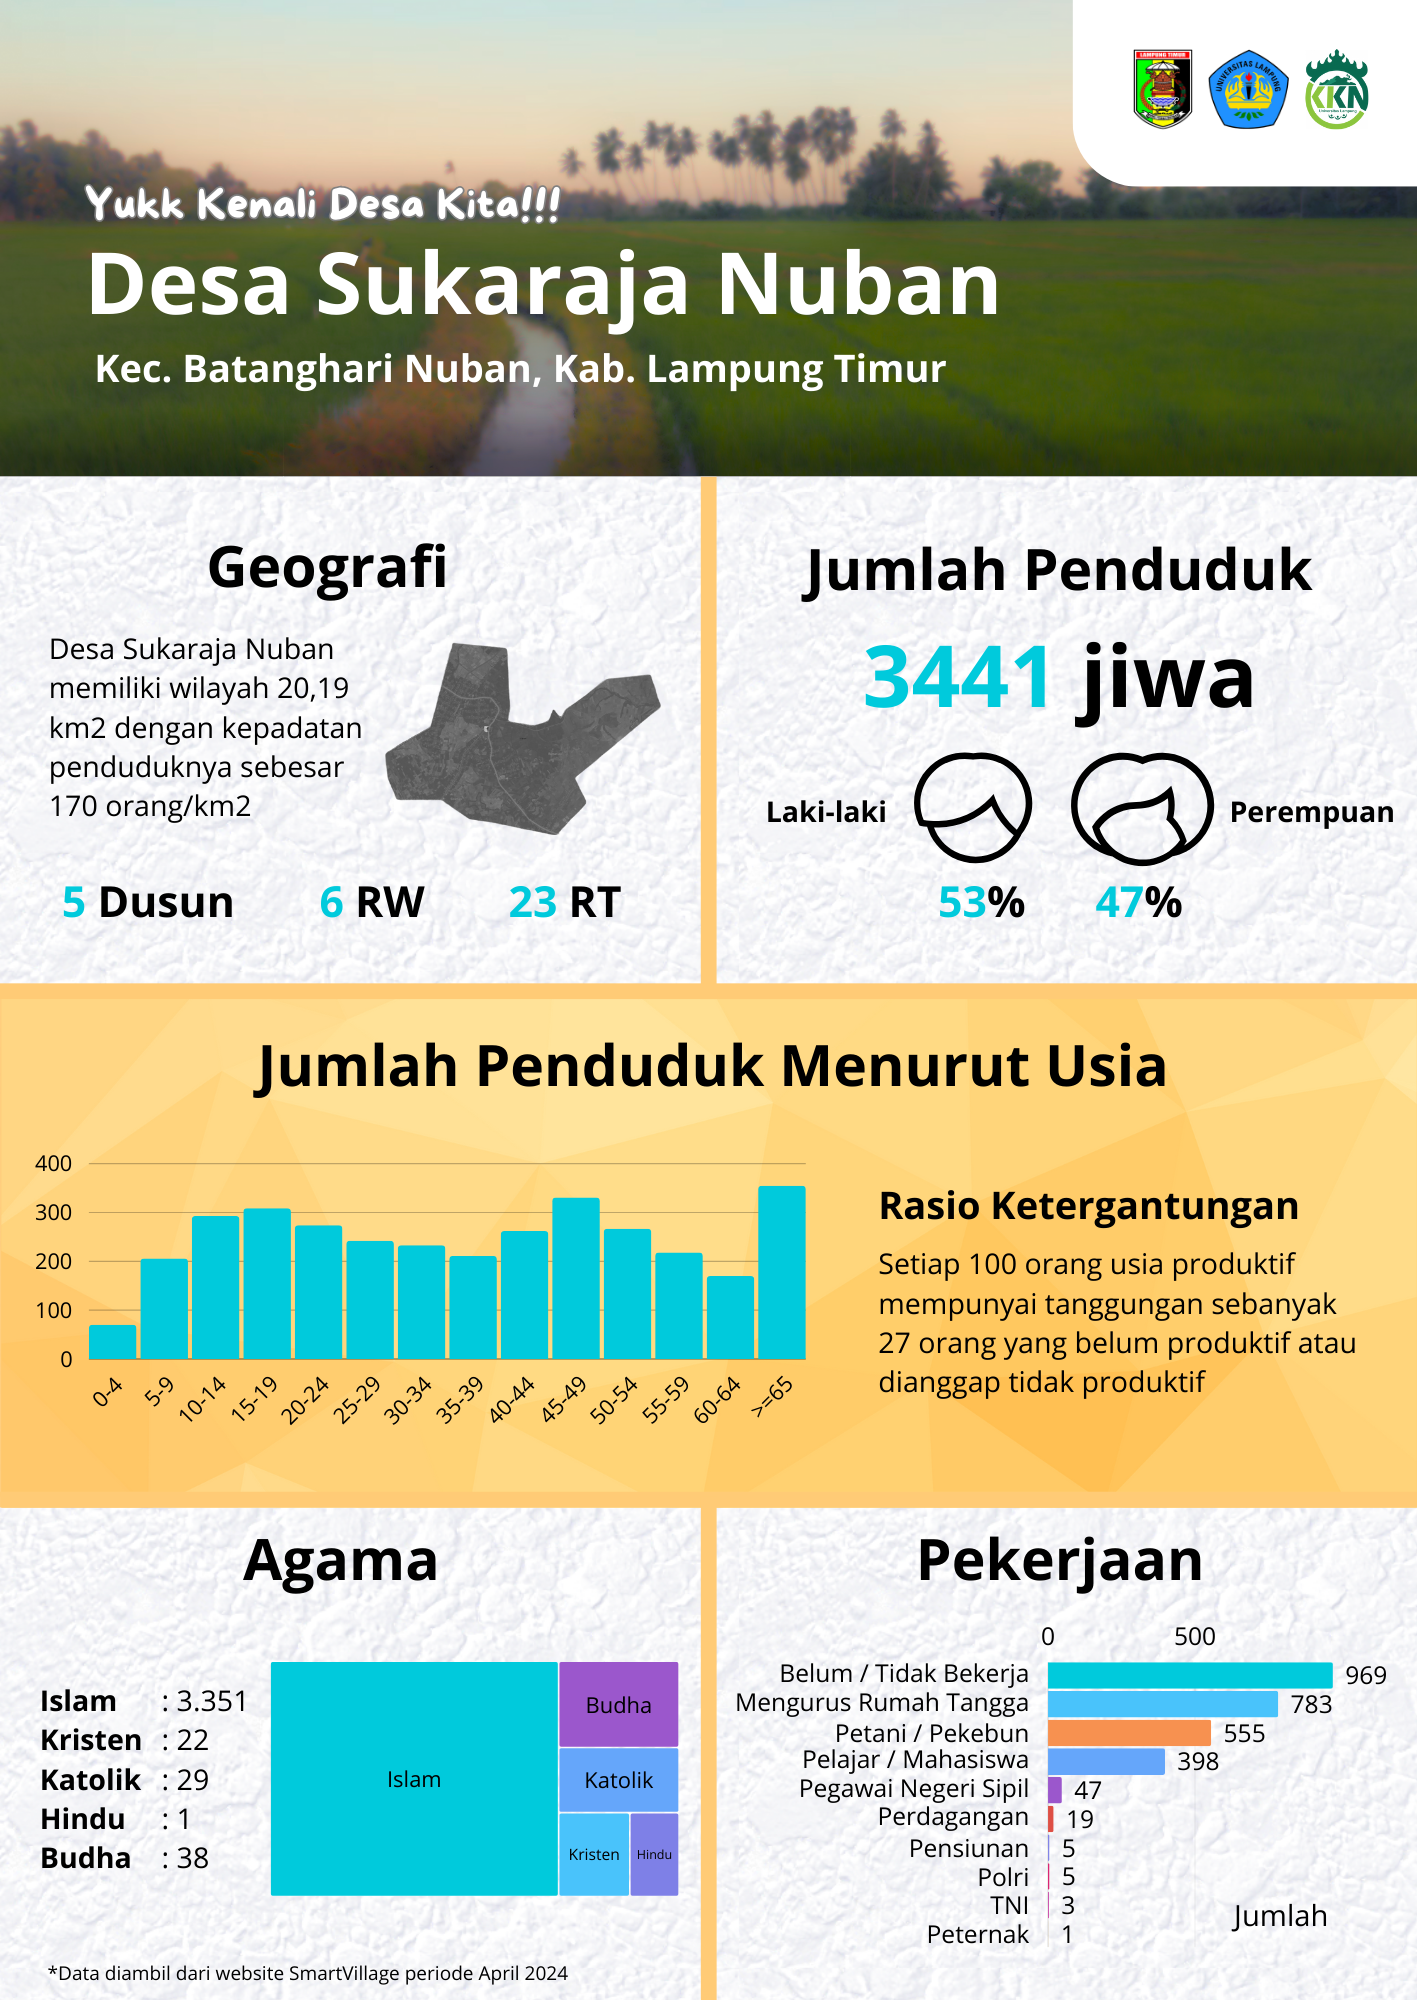 LAMPUNG TIMUR
UNIVERSITAS LAMPUNG
KKN
Universitas Lampung
Yukk Kenali Desa Kita!!!
Desa Sukaraja Nuban
Kec. Batanghari Nuban, Kab. Lampung Timur
Geografi
Desa Sukaraja Nuban
memiliki wilayah 20,19
km2 dengan kepadatan
penduduknya sebesar
170 orang/km2
5 Dusun
6 RW
23 RT
Jumlah Penduduk
3441 jiwa
Laki-laki
Perempuan
53%
47%
Jumlah Penduduk Menurut Usia
400
300
200
100
0
0-4
5-9
10-14
15-19
20-24
25-29
30-34
35-39
40-44
45-49
50-54
55-59
60-64
>=65
Rasio Ketergantungan
Setiap 100 orang usia produktif
mempunyai tanggungan sebanyak
27 orang yang belum produktif atau
dianggap tidak produktif
Agama
Islam : 3.351
Kristen : 22
Katolik : 29
Hindu : 1
Budha : 38
Islam
Budha
Katolik
Kristen
Hindu
*Data diambil dari website SmartVillage periode April 2024
Pekerjaan
0 500
Belum / Tidak Bekerja 969
Mengurus Rumah Tangga 783
Petani / Pekebun 555
Pelajar / Mahasiswa 398
Pegawai Negeri Sipil 47
Perdagangan 19
Pensiunan 5
Polri 5
TNI 3
Peternak 1
Jumlah